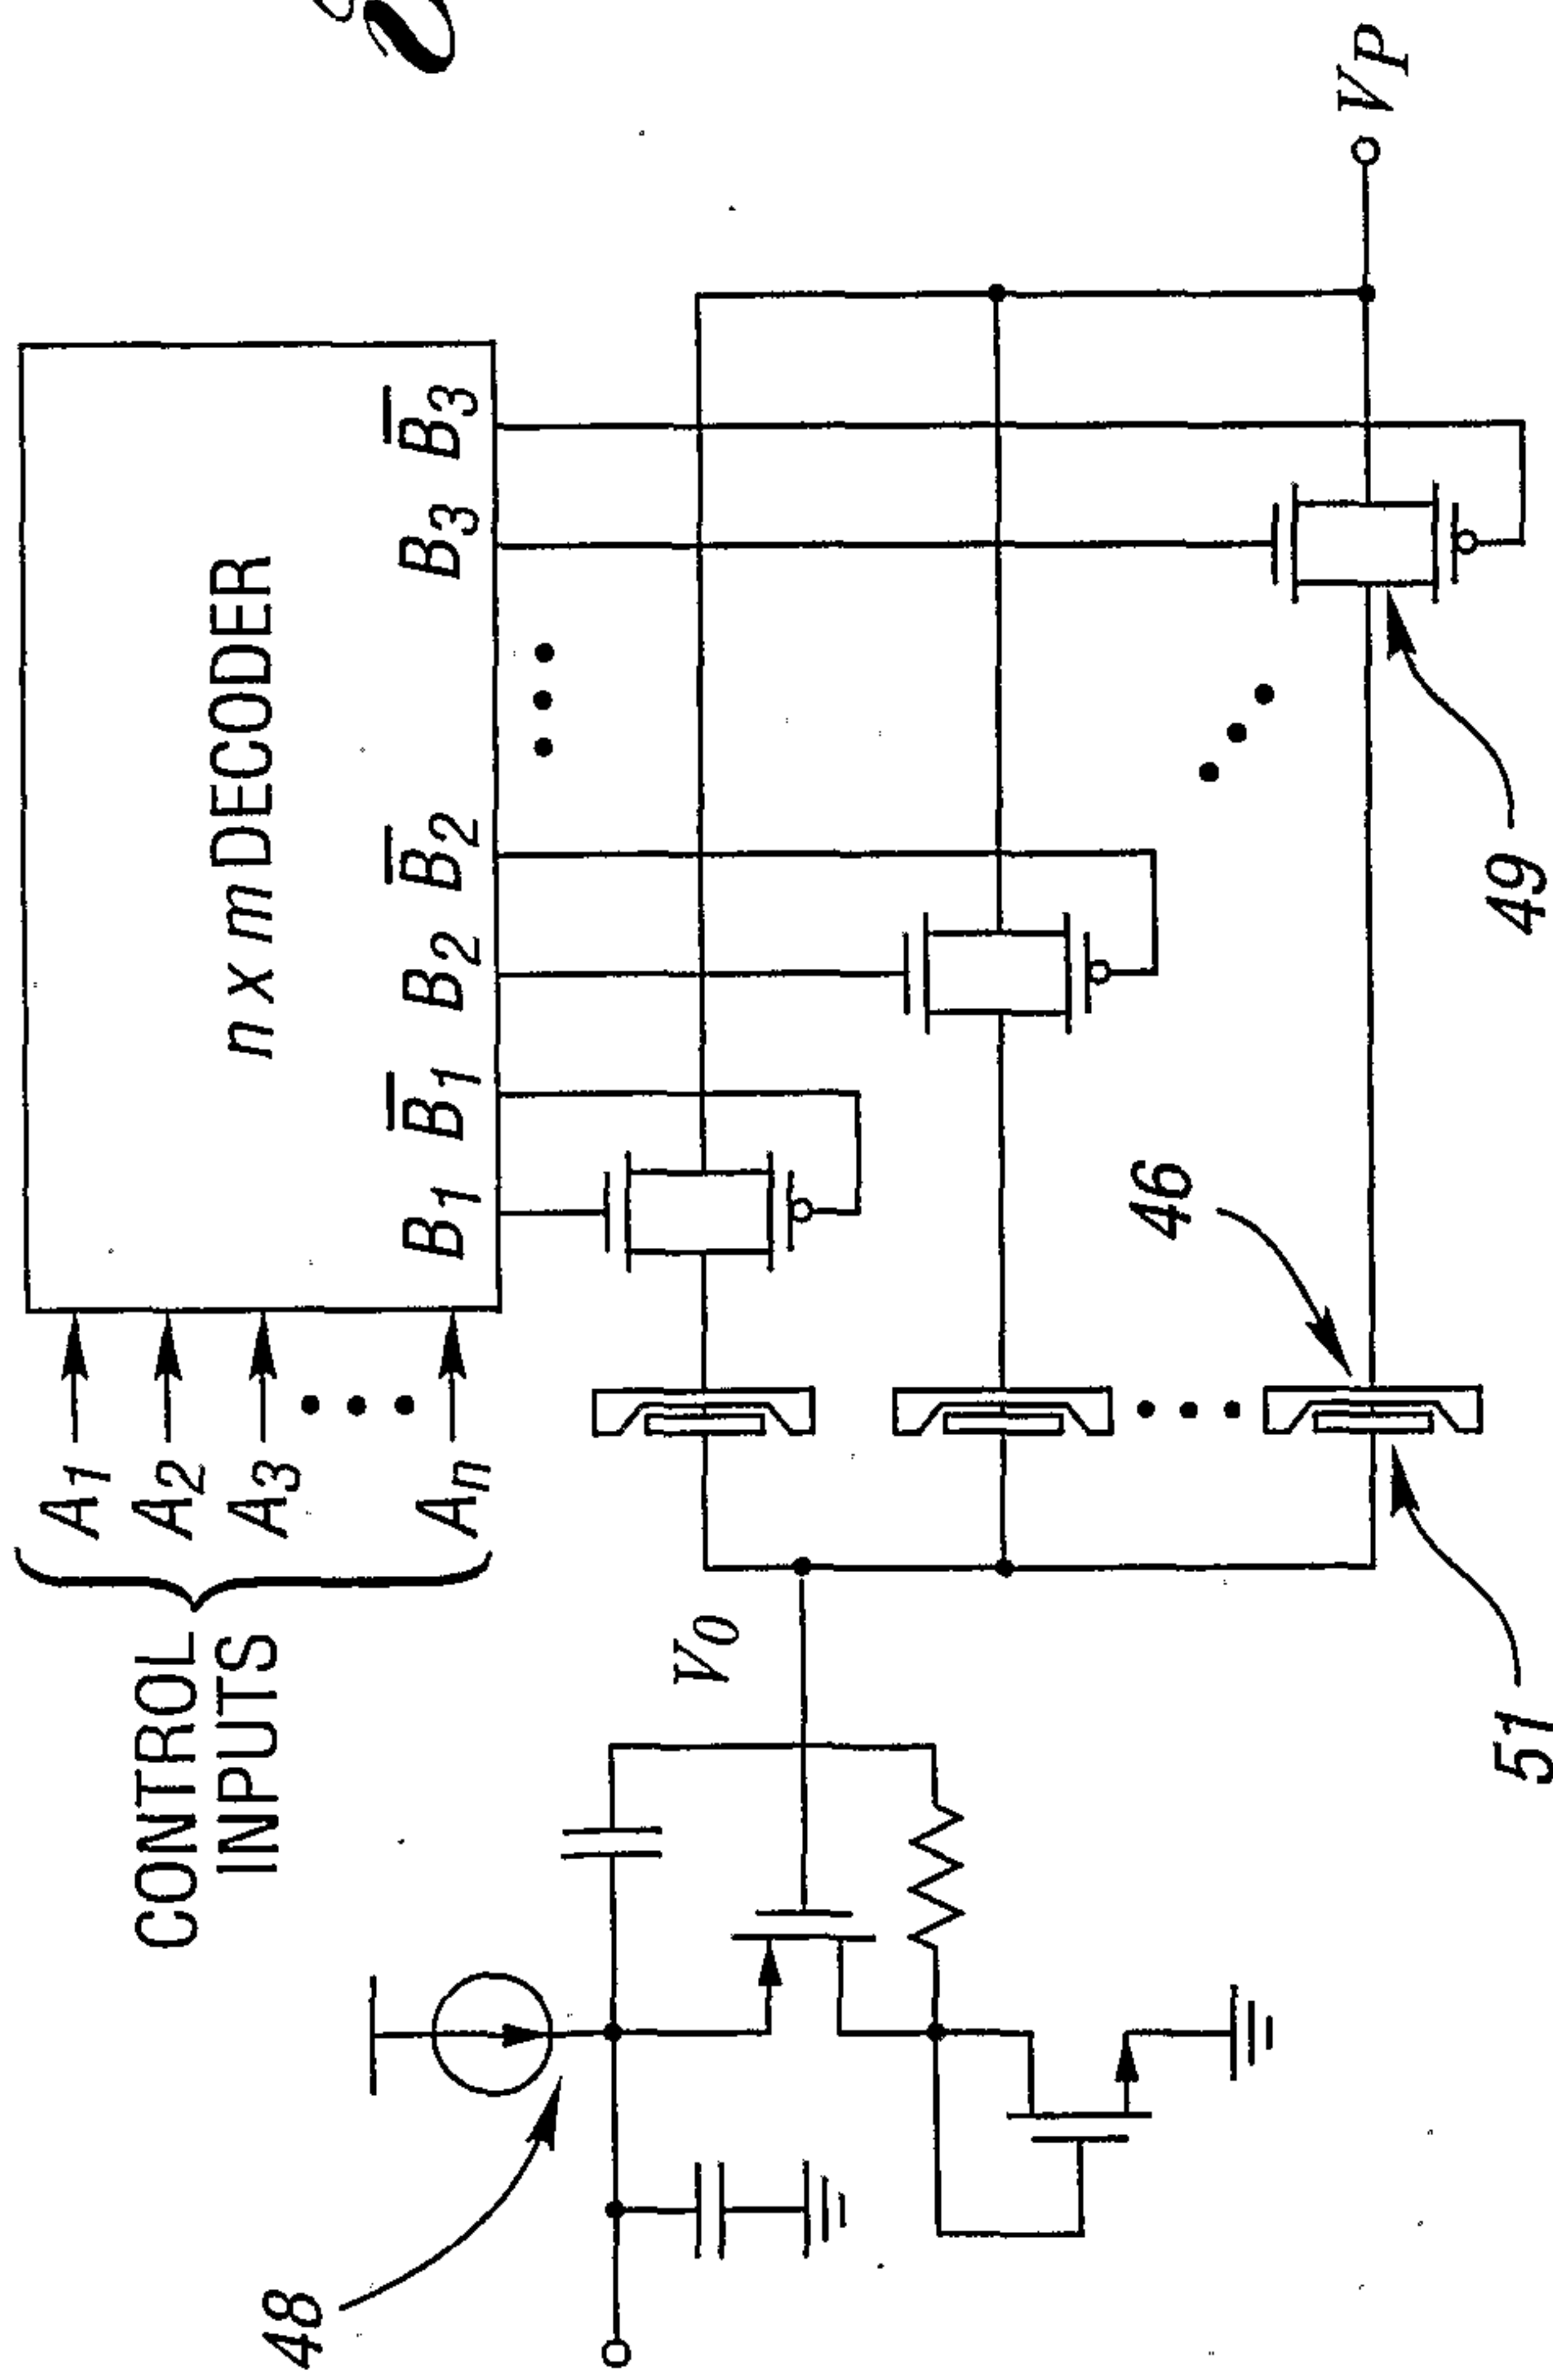 n x m DECODER
B1 B̅1 B2 B̅2 B3 B̅3
A1
A2
A3
An
CONTROL
INPUTS
V0
VP
48
46
49
51